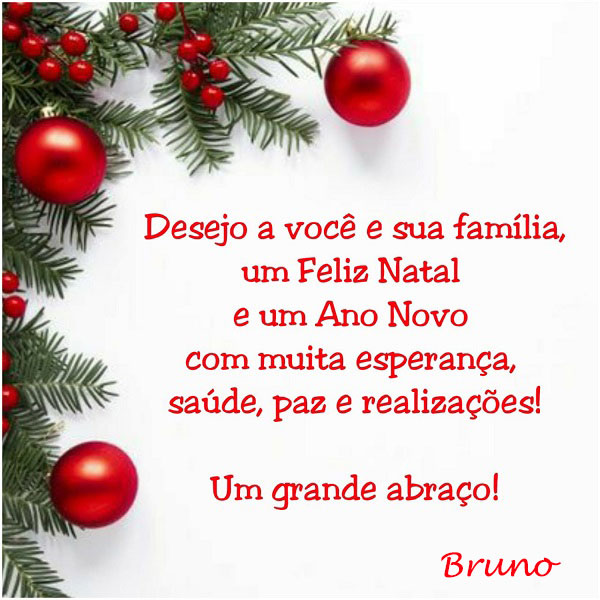 Desejo a você e sua família,
um Feliz Natal
e um Ano Novo
com muita esperança,
saúde, paz e realizações!
Um grande abraço!
Bruno